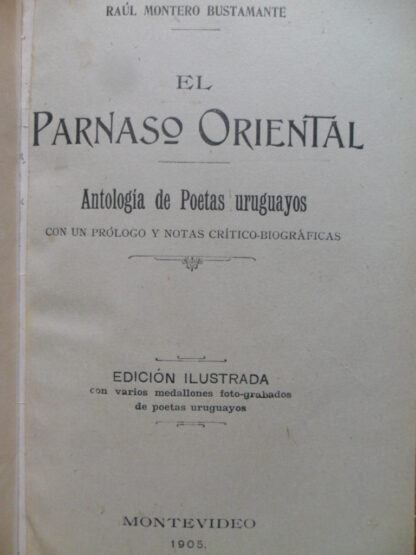 RAÚL MONTERO BUSTAMANTE
EL
PARNASO ORIENTAL
Antología de Poetas uruguayos
CON UN PRÓLOGO Y NOTAS CRÍTICO-BIOGRÁFICAS
EDICIÓN ILUSTRADA
con varios medallones foto-grabados
de poetas uruguayos
MONTEVIDEO
1905.